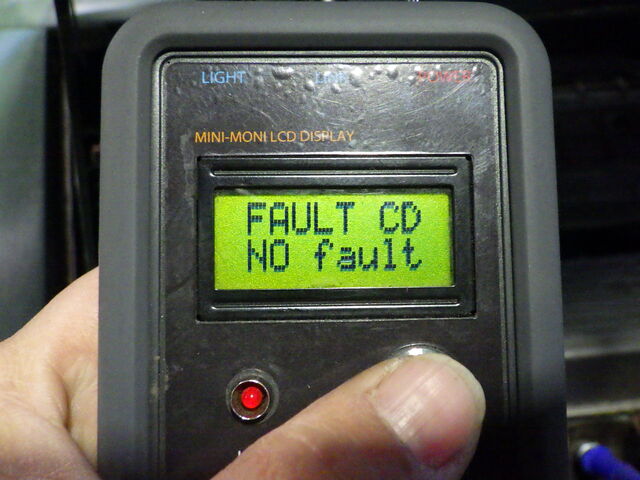 LIGHT
MINI-MONI LCD DISPLAY
FAULT CD
NO fault